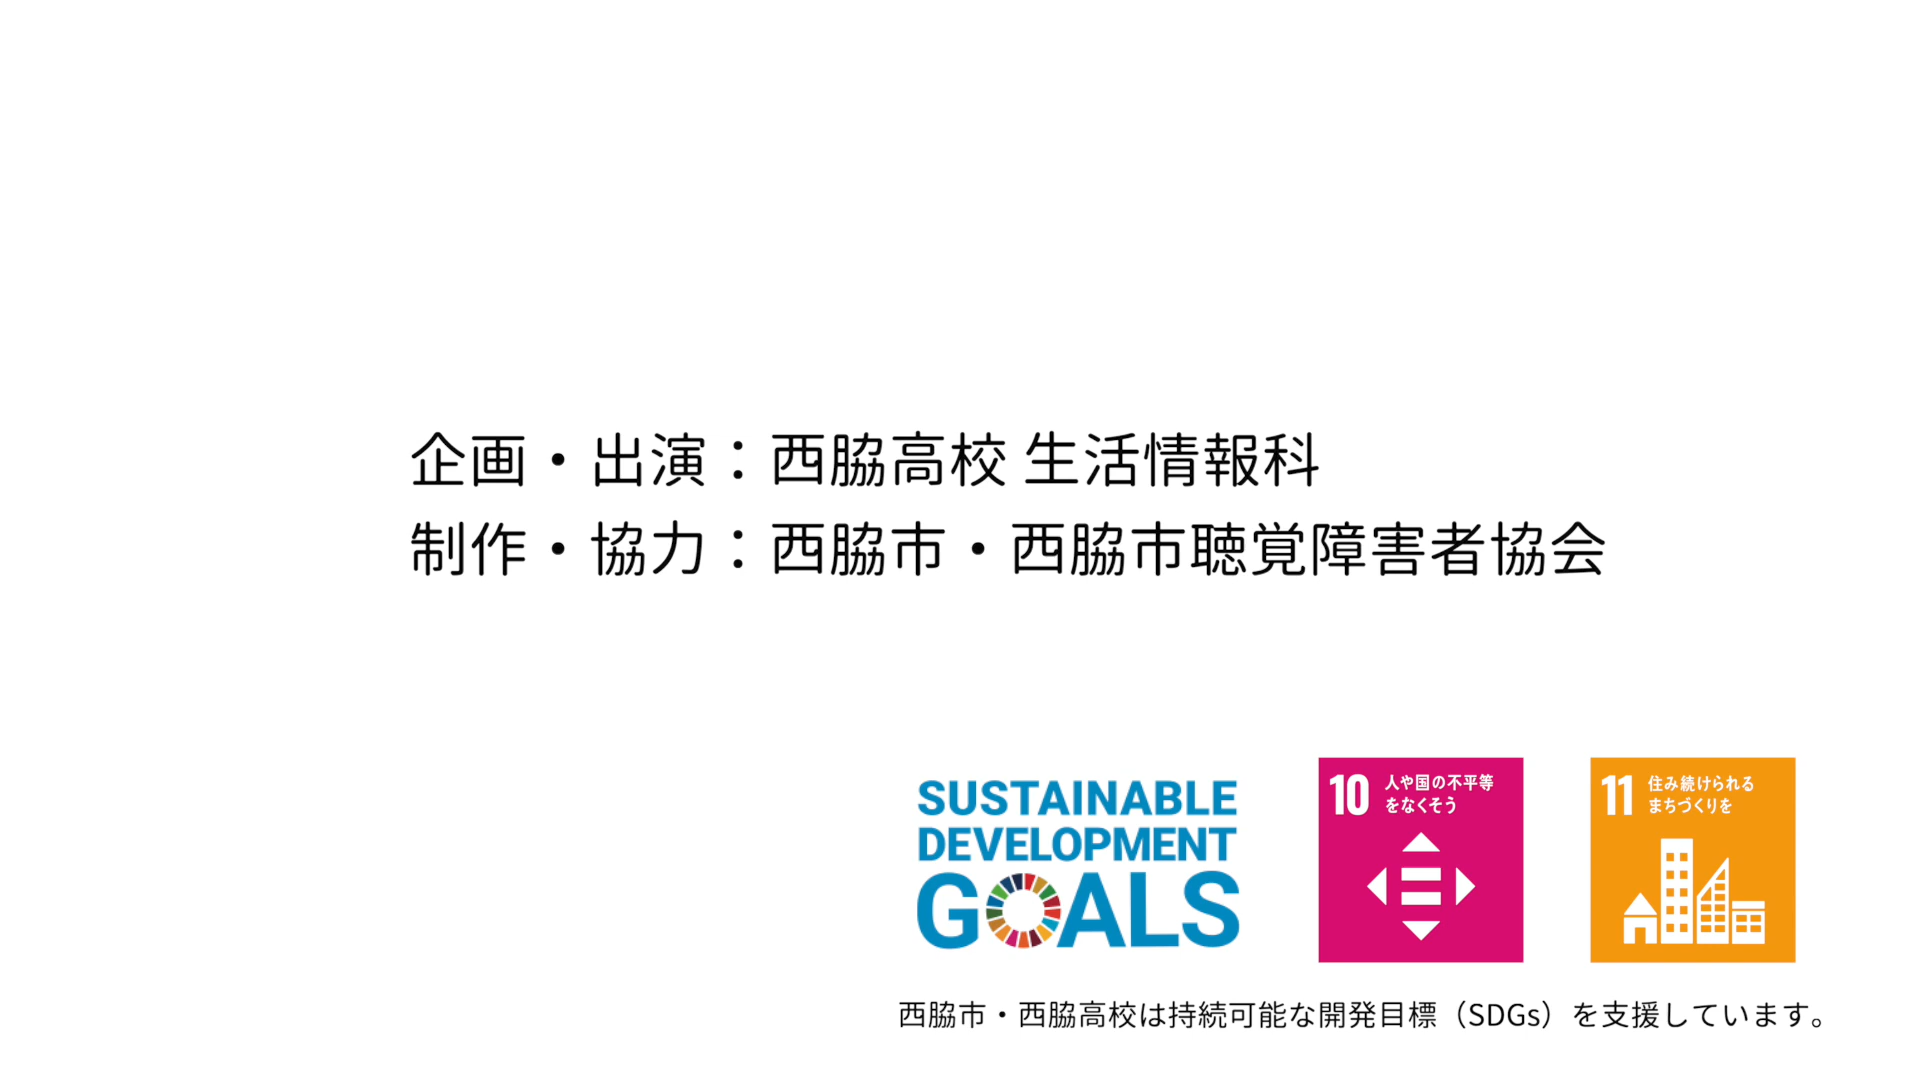 企画・出演：西脇高校 生活情報科
制作・協力：西脇市・西脇市聴覚障害者協会
SUSTAINABLE
DEVELOPMENT
GOALS
10 人や国の不平等
をなくそう
11 住み続けられる
まちづくりを
西脇市・西脇高校は持続可能な開発目標（SDGs）を支援しています。